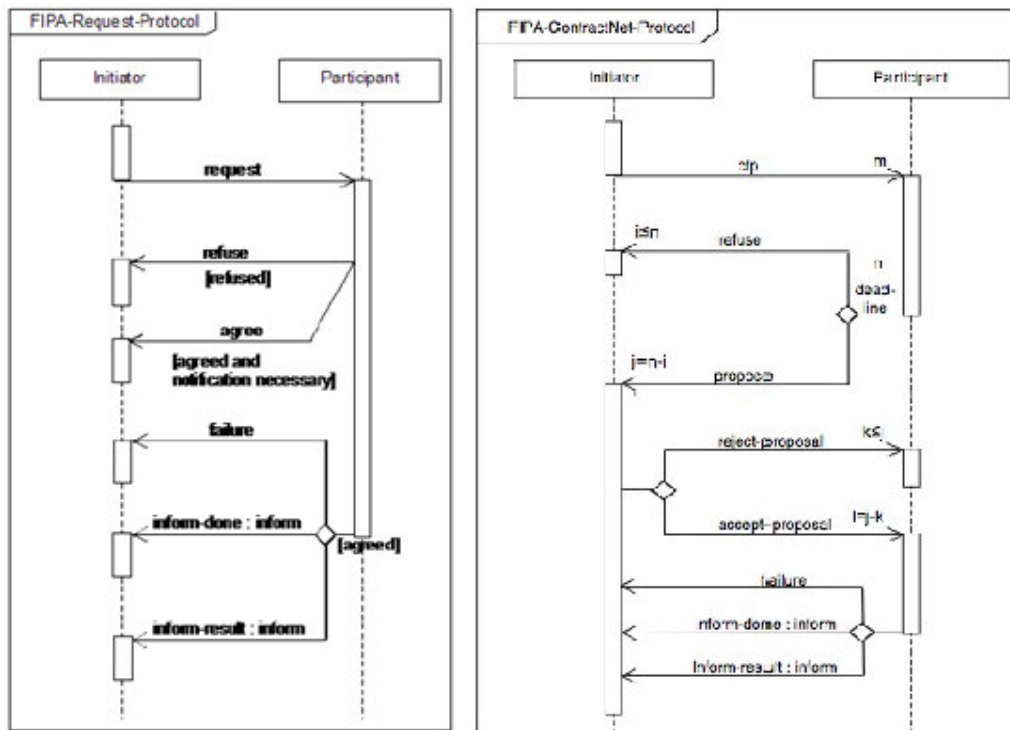 FIPA-Request-Protocol
Initiator
Participant
request
refuse
[refused]
agree
[agreed and
notification necessary]
failure
inform-done : inform
[agreed]
inform-result : inform
FIPA-ContractNet-Protocol
Initiator
Participant
cfp
m
i≤n
refuse
n
dead-
line
j=n-i
propose
reject-proposal
k≤j
accept-proposal
l=j-k
failure
inform-done : inform
inform-result : inform